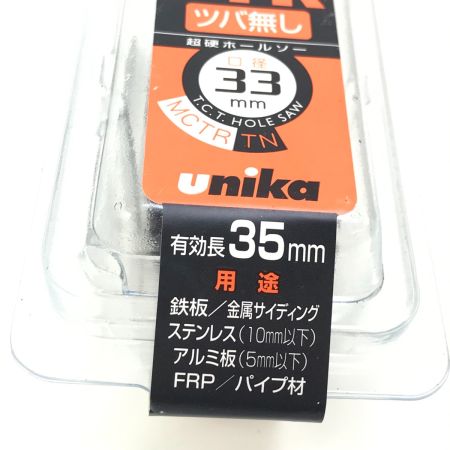 ツバ無し
超硬ホールソー
口径
33
mm
T.C.T. HOLE SAW
MCTR TN
unika
有効長35mm
用途
鉄板／金属サイディング
ステンレス(10mm以下)
アルミ板(5mm以下)
FRP／パイプ材